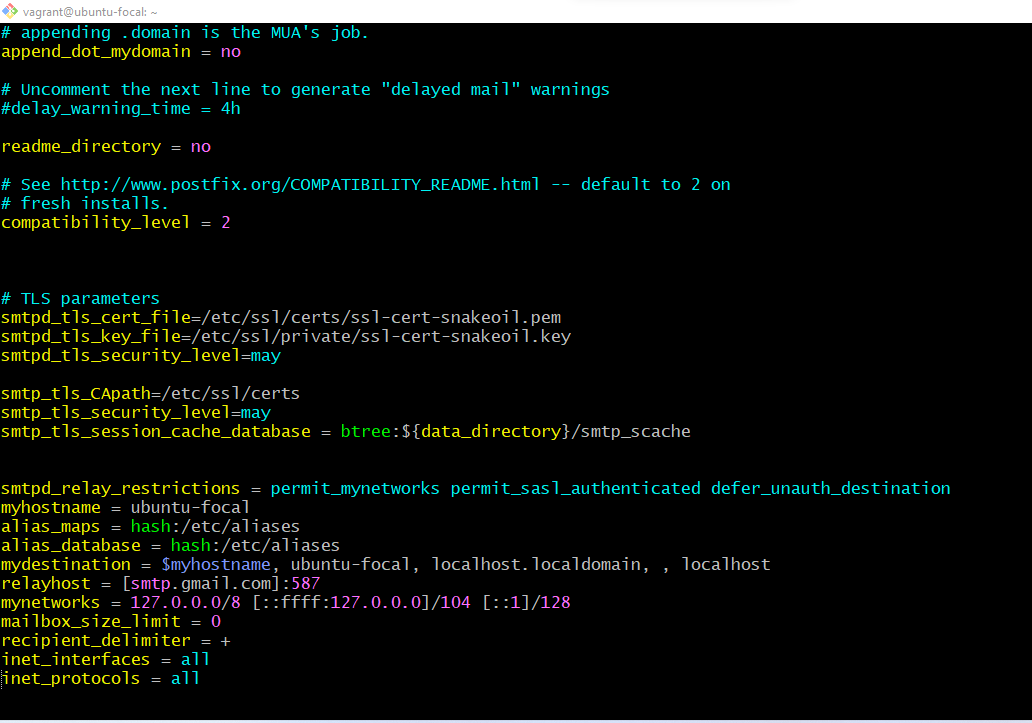 vagrant@ubuntu-focal: ~
# appending .domain is the MUA's job.
append_dot_mydomain = no
# Uncomment the next line to generate "delayed mail" warnings
#delay_warning_time = 4h
readme_directory = no
# See http://www.postfix.org/COMPATIBILITY_README.html -- default to 2 on
# fresh installs.
compatibility_level = 2
# TLS parameters
smtpd_tls_cert_file=/etc/ssl/certs/ssl-cert-snakeoil.pem
smtpd_tls_key_file=/etc/ssl/private/ssl-cert-snakeoil.key
smtpd_tls_security_level=may
smtp_tls_CApath=/etc/ssl/certs
smtp_tls_security_level=may
smtp_tls_session_cache_database = btree:${data_directory}/smtp_scache
smtpd_relay_restrictions = permit_mynetworks permit_sasl_authenticated defer_unauth_destination
myhostname = ubuntu-focal
alias_maps = hash:/etc/aliases
alias_database = hash:/etc/aliases
mydestination = $myhostname, ubuntu-focal, localhost.localdomain, , localhost
relayhost = [smtp.gmail.com]:587
mynetworks = 127.0.0.0/8 [::ffff:127.0.0.0]/104 [::1]/128
mailbox_size_limit = 0
recipient_delimiter = +
inet_interfaces = all
inet_protocols = all